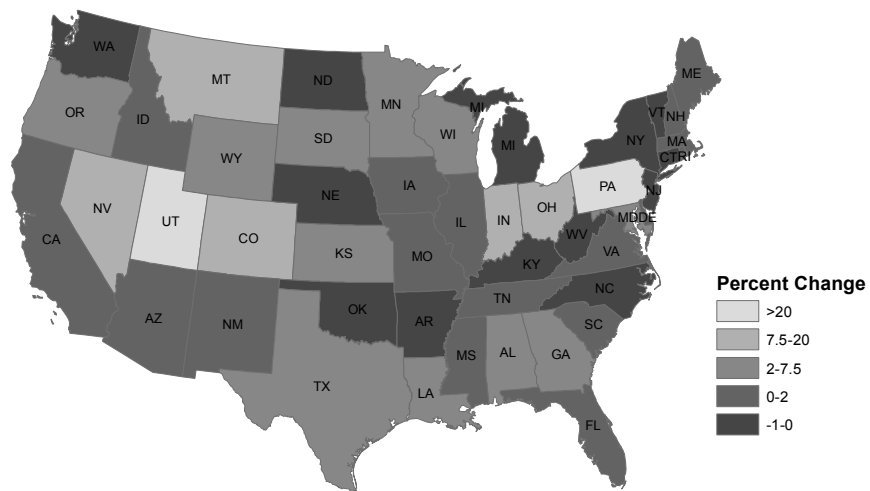 WA
MT
ND
MN
ME
OR
ID
SD
WI
MI
MI
VT
NH
NY
MA
WY
CTRI
NE
IA
PA
NJ
NV
UT
CO
IL
IN
OH
MDDE
CA
KS
MO
WV
VA
KY
AZ
NM
OK
AR
TN
NC
SC
MS
AL
GA
TX
LA
FL
Percent Change
>20
7.5-20
2-7.5
0-2
-1-0